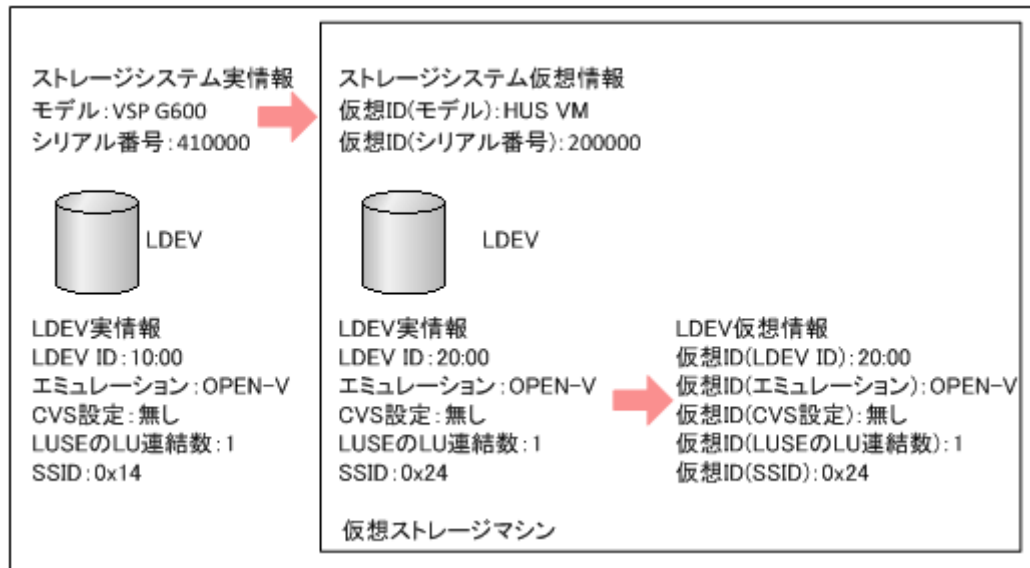 ストレージシステム実情報
モデル:VSP G600
シリアル番号:410000
ストレージシステム仮想情報
仮想ID(モデル):HUS VM
仮想ID(シリアル番号):200000
LDEV
LDEV
LDEV実情報
LDEV ID:10:00
エミュレーション:OPEN-V
CVS設定:無し
LUSEのLU連結数:1
SSID:0x14
LDEV実情報
LDEV ID:20:00
エミュレーション:OPEN-V
CVS設定:無し
LUSEのLU連結数:1
SSID:0x24
LDEV仮想情報
仮想ID(LDEV ID):20:00
仮想ID(エミュレーション):OPEN-V
仮想ID(CVS設定):無し
仮想ID(LUSEのLU連結数):1
仮想ID(SSID):0x24
仮想ストレージマシン